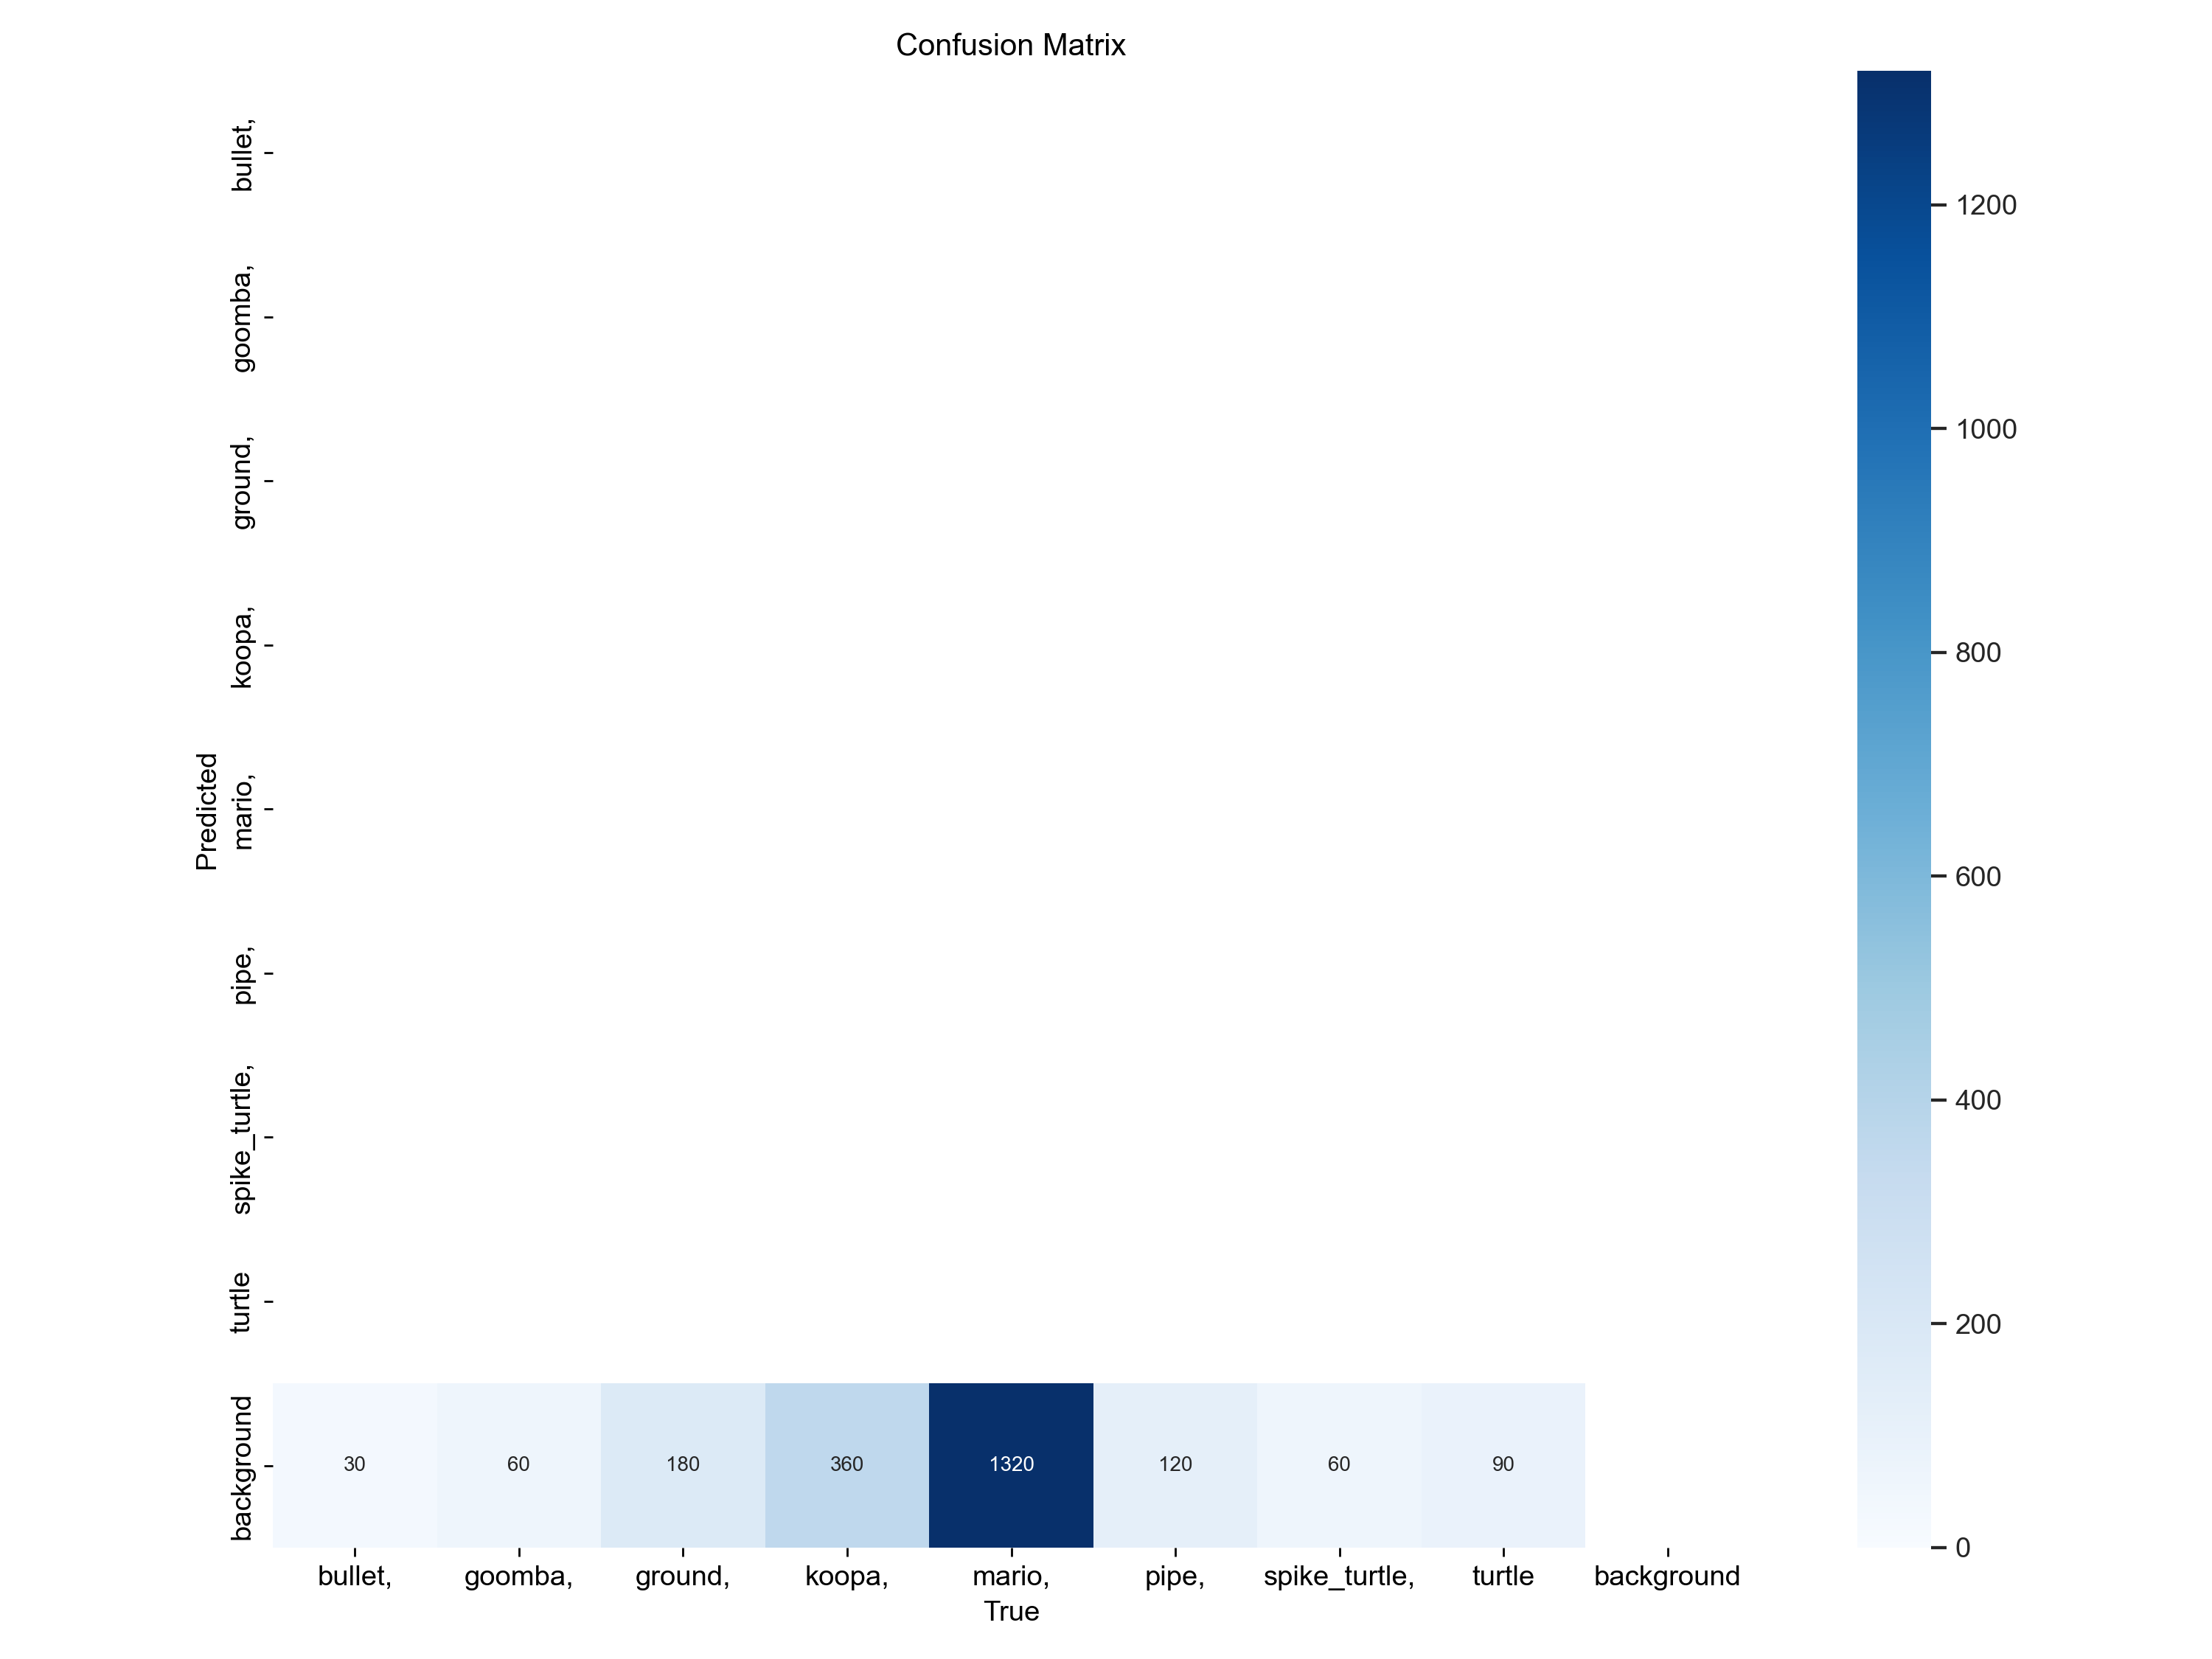 Confusion Matrix
bullet,
goomba,
ground,
koopa,
mario,
pipe,
spike_turtle,
turtle
background
Predicted
30 60 180 360 1320 120 60 90
bullet, goomba, ground, koopa, mario, pipe, spike_turtle, turtle background
True
1200
1000
800
600
400
200
0